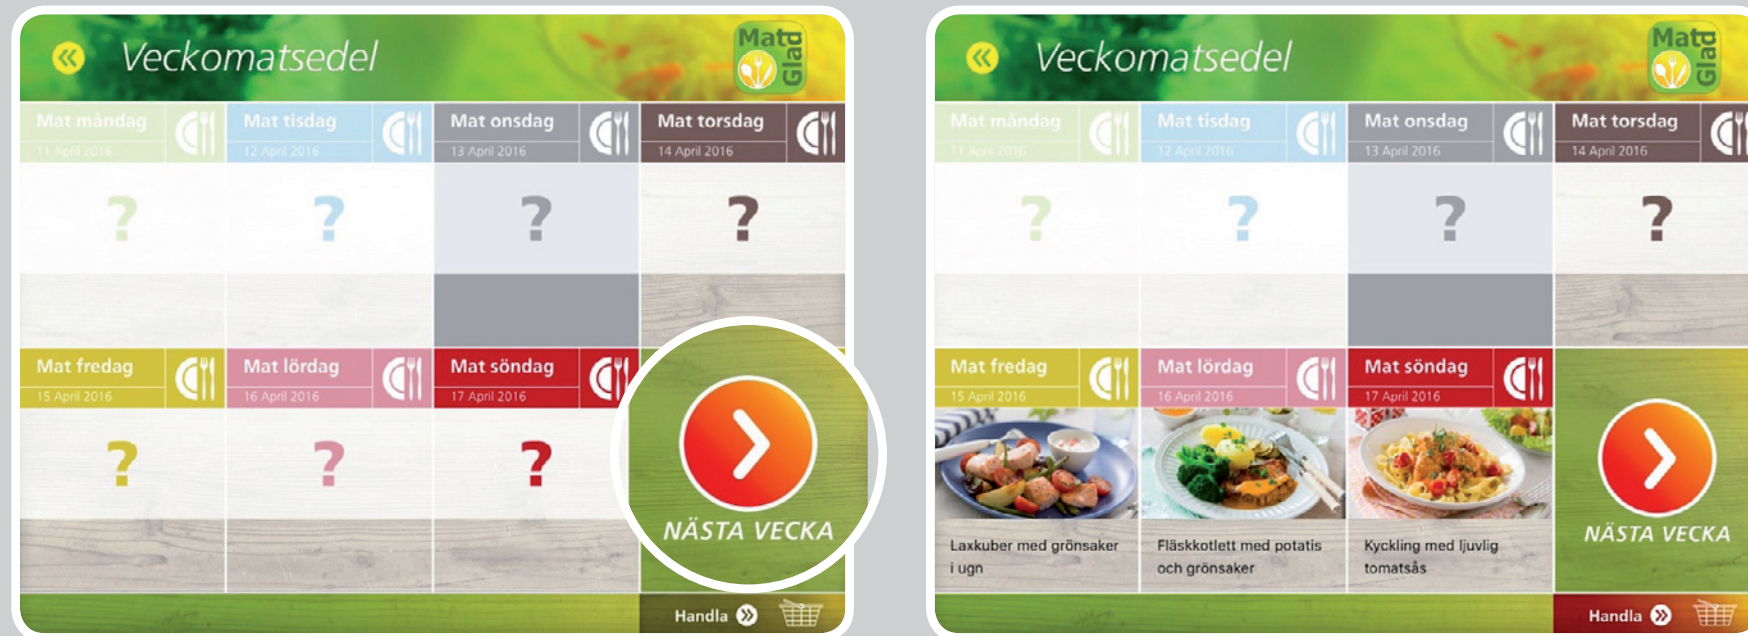 Veckomatsedel
Mat
Glad
Mat måndag
11 April 2016
Mat tisdag
12 April 2016
Mat onsdag
13 April 2016
Mat torsdag
14 April 2016
?
?
?
?
Mat fredag
15 April 2016
Mat lördag
16 April 2016
Mat söndag
17 April 2016
?
?
?
NÄSTA VECKA
Handla
Veckomatsedel
Mat
Glad
Mat måndag
11 April 2016
Mat tisdag
12 April 2016
Mat onsdag
13 April 2016
Mat torsdag
14 April 2016
?
?
?
?
Mat fredag
15 April 2016
Mat lördag
16 April 2016
Mat söndag
17 April 2016
Laxkuber med grönsaker
i ugn
Fläskkotlett med potatis
och grönsaker
Kyckling med ljuvlig
tomatsås
NÄSTA VECKA
Handla